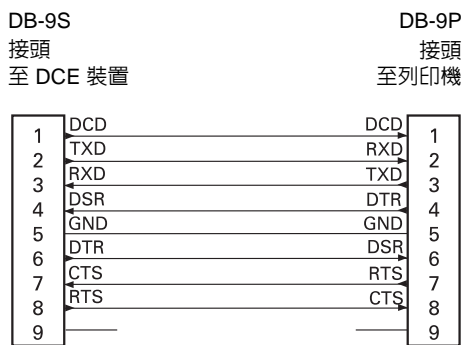 DB-9S DB-9P
接頭 接頭
至 DCE 裝置 至列印機
1 DCD DCD 1
2 TXD RXD 2
3 RXD TXD 3
4 DSR DTR 4
5 GND GND 5
6 DTR DSR 6
7 CTS RTS 7
8 RTS CTS 8
9 9